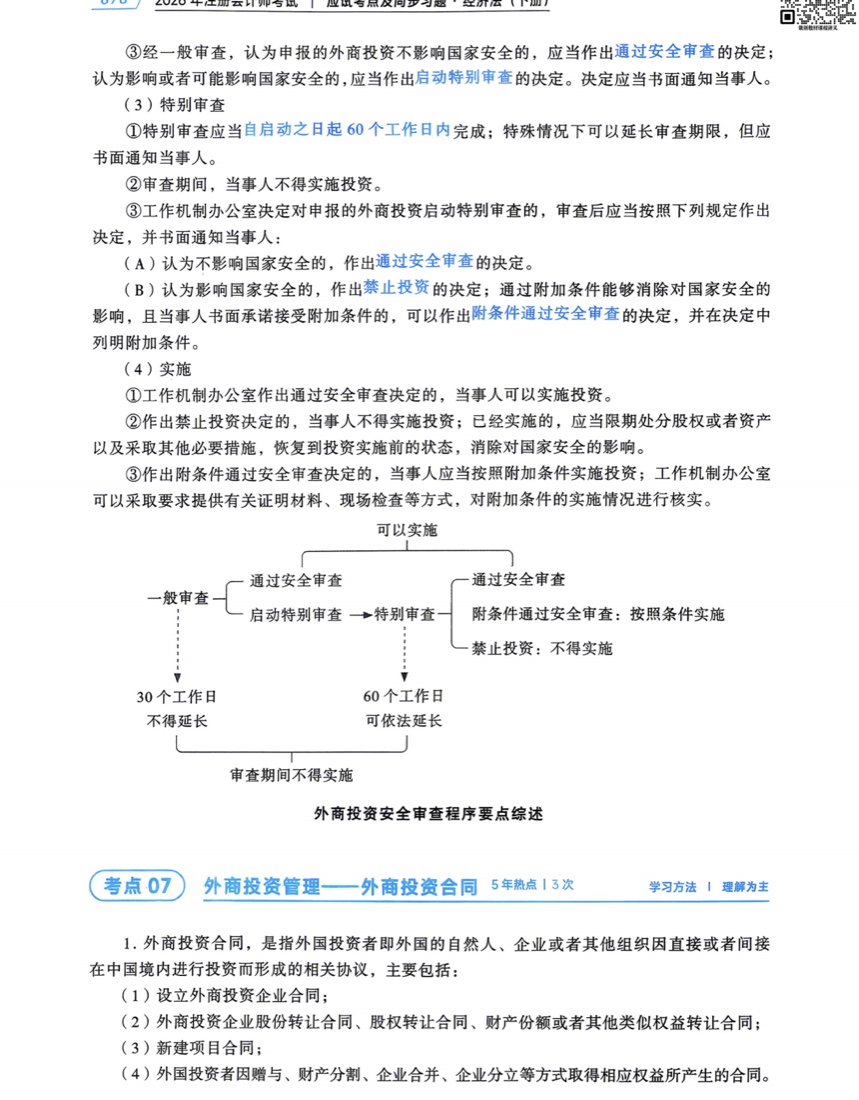 2026 年注册会计师考试 | 应试考点及同步习题·经济法（下册）
③经一般审查，认为申报的外商投资不影响国家安全的，应当作出通过安全审查的决定；
认为影响或者可能影响国家安全的，应当作出启动特别审查的决定。决定应当书面通知当事人。
（3）特别审查
①特别审查应当自启动之日起 60 个工作日内完成；特殊情况下可以延长审查期限，但应
书面通知当事人。
②审查期间，当事人不得实施投资。
③工作机制办公室决定对申报的外商投资启动特别审查的，审查后应当按照下列规定作出
决定，并书面通知当事人：
（A）认为不影响国家安全的，作出通过安全审查的决定。
（B）认为影响国家安全的，作出禁止投资的决定；通过附加条件能够消除对国家安全的
影响，且当事人书面承诺接受附加条件的，可以作出附条件通过安全审查的决定，并在决定中
列明附加条件。
（4）实施
①工作机制办公室作出通过安全审查决定的，当事人可以实施投资。
②作出禁止投资决定的，当事人不得实施投资；已经实施的，应当限期处分股权或者资产
以及采取其他必要措施，恢复到投资实施前的状态，消除对国家安全的影响。
③作出附条件通过安全审查决定的，当事人应当按照附加条件实施投资；工作机制办公室
可以采取要求提供有关证明材料、现场检查等方式，对附加条件的实施情况进行核实。
可以实施
通过安全审查 通过安全审查
一般审查
启动特别审查 特别审查 附条件通过安全审查：按照条件实施
禁止投资：不得实施
30 个工作日 60 个工作日
不得延长 可依法延长
审查期间不得实施
外商投资安全审查程序要点综述
考点 07 外商投资管理——外商投资合同 5 年热点 | 3 次 学习方法 | 理解为主
1. 外商投资合同，是指外国投资者即外国的自然人、企业或者其他组织因直接或者间接
在中国境内进行投资而形成的相关协议，主要包括：
（1）设立外商投资企业合同；
（2）外商投资企业股份转让合同、股权转让合同、财产份额或者其他类似权益转让合同；
（3）新建项目合同；
（4）外国投资者因赠与、财产分割、企业合并、企业分立等方式取得相应权益所产生的合同。